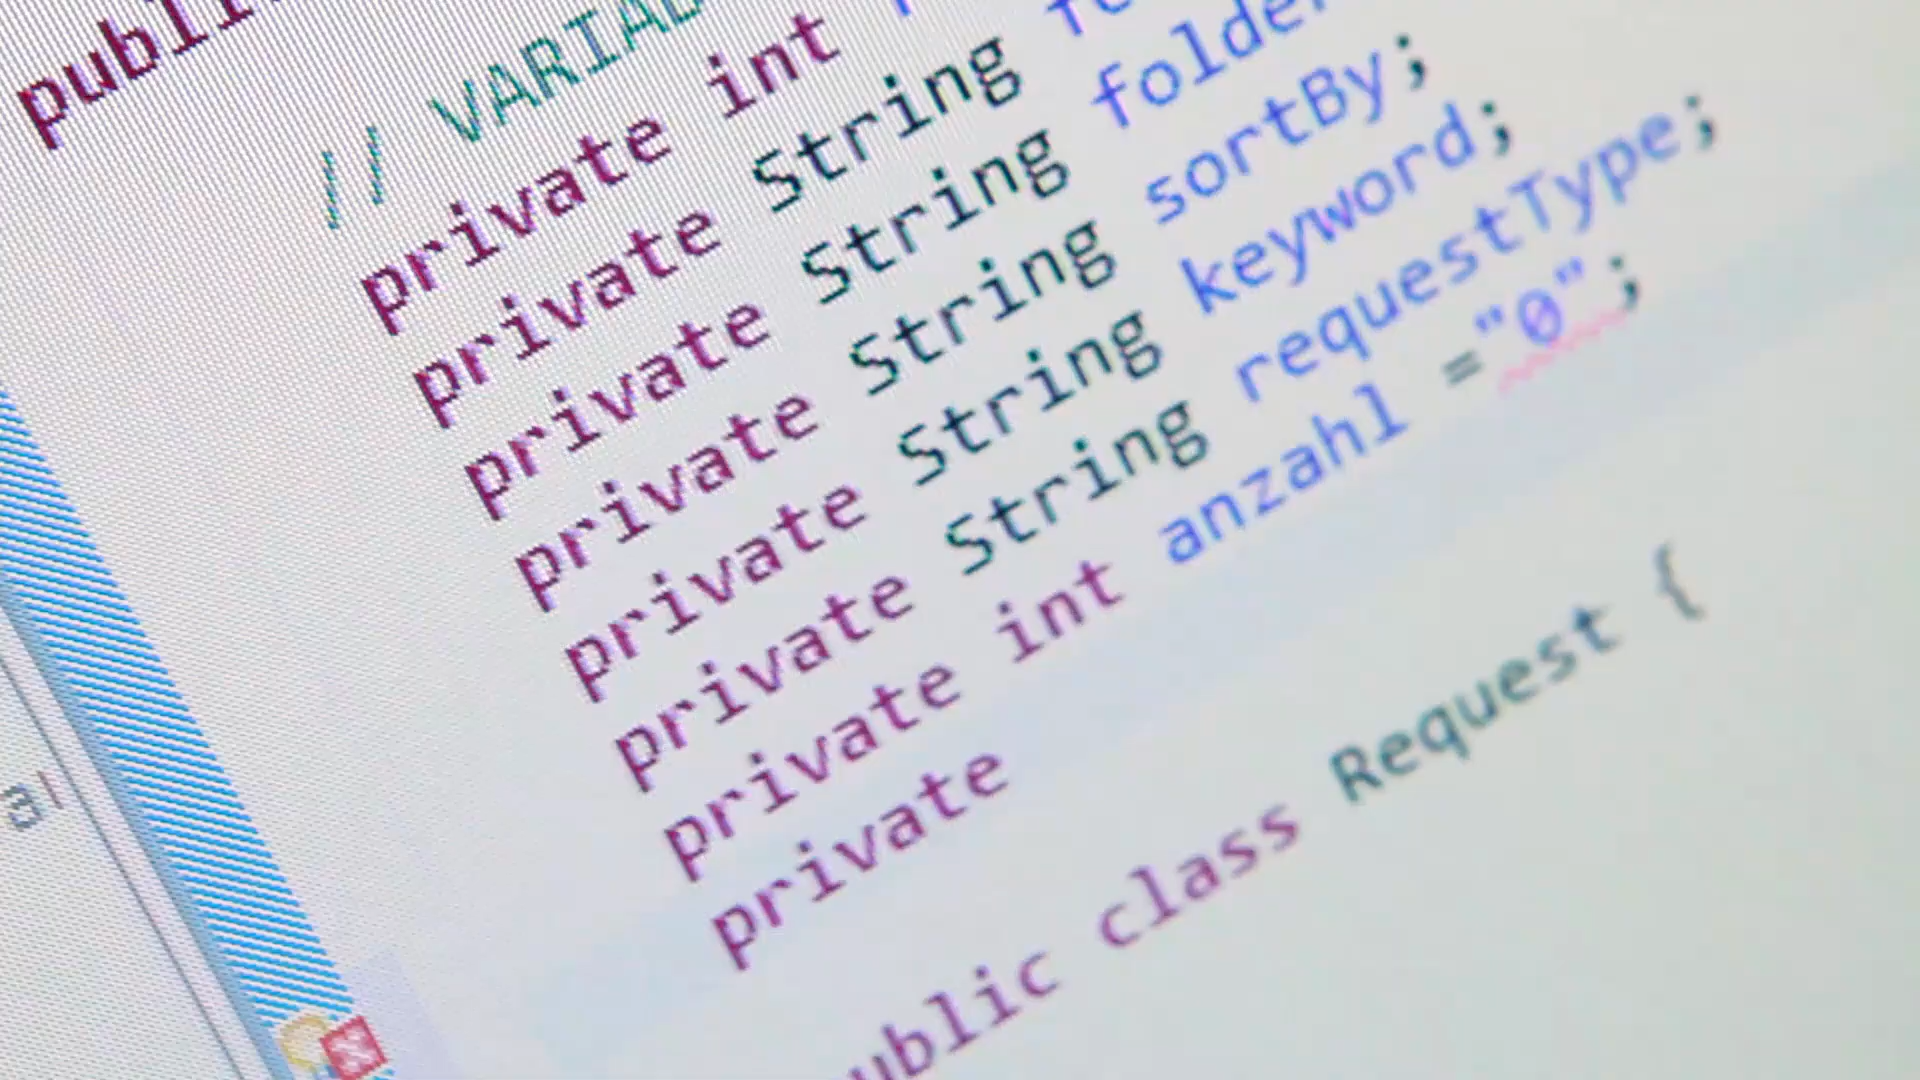 publi
// VARIAB
private int
private String
private String folder
private String sortBy;
private String keyword;
private String requestType;
private int anzahl ="0";
private
ublic class Request {